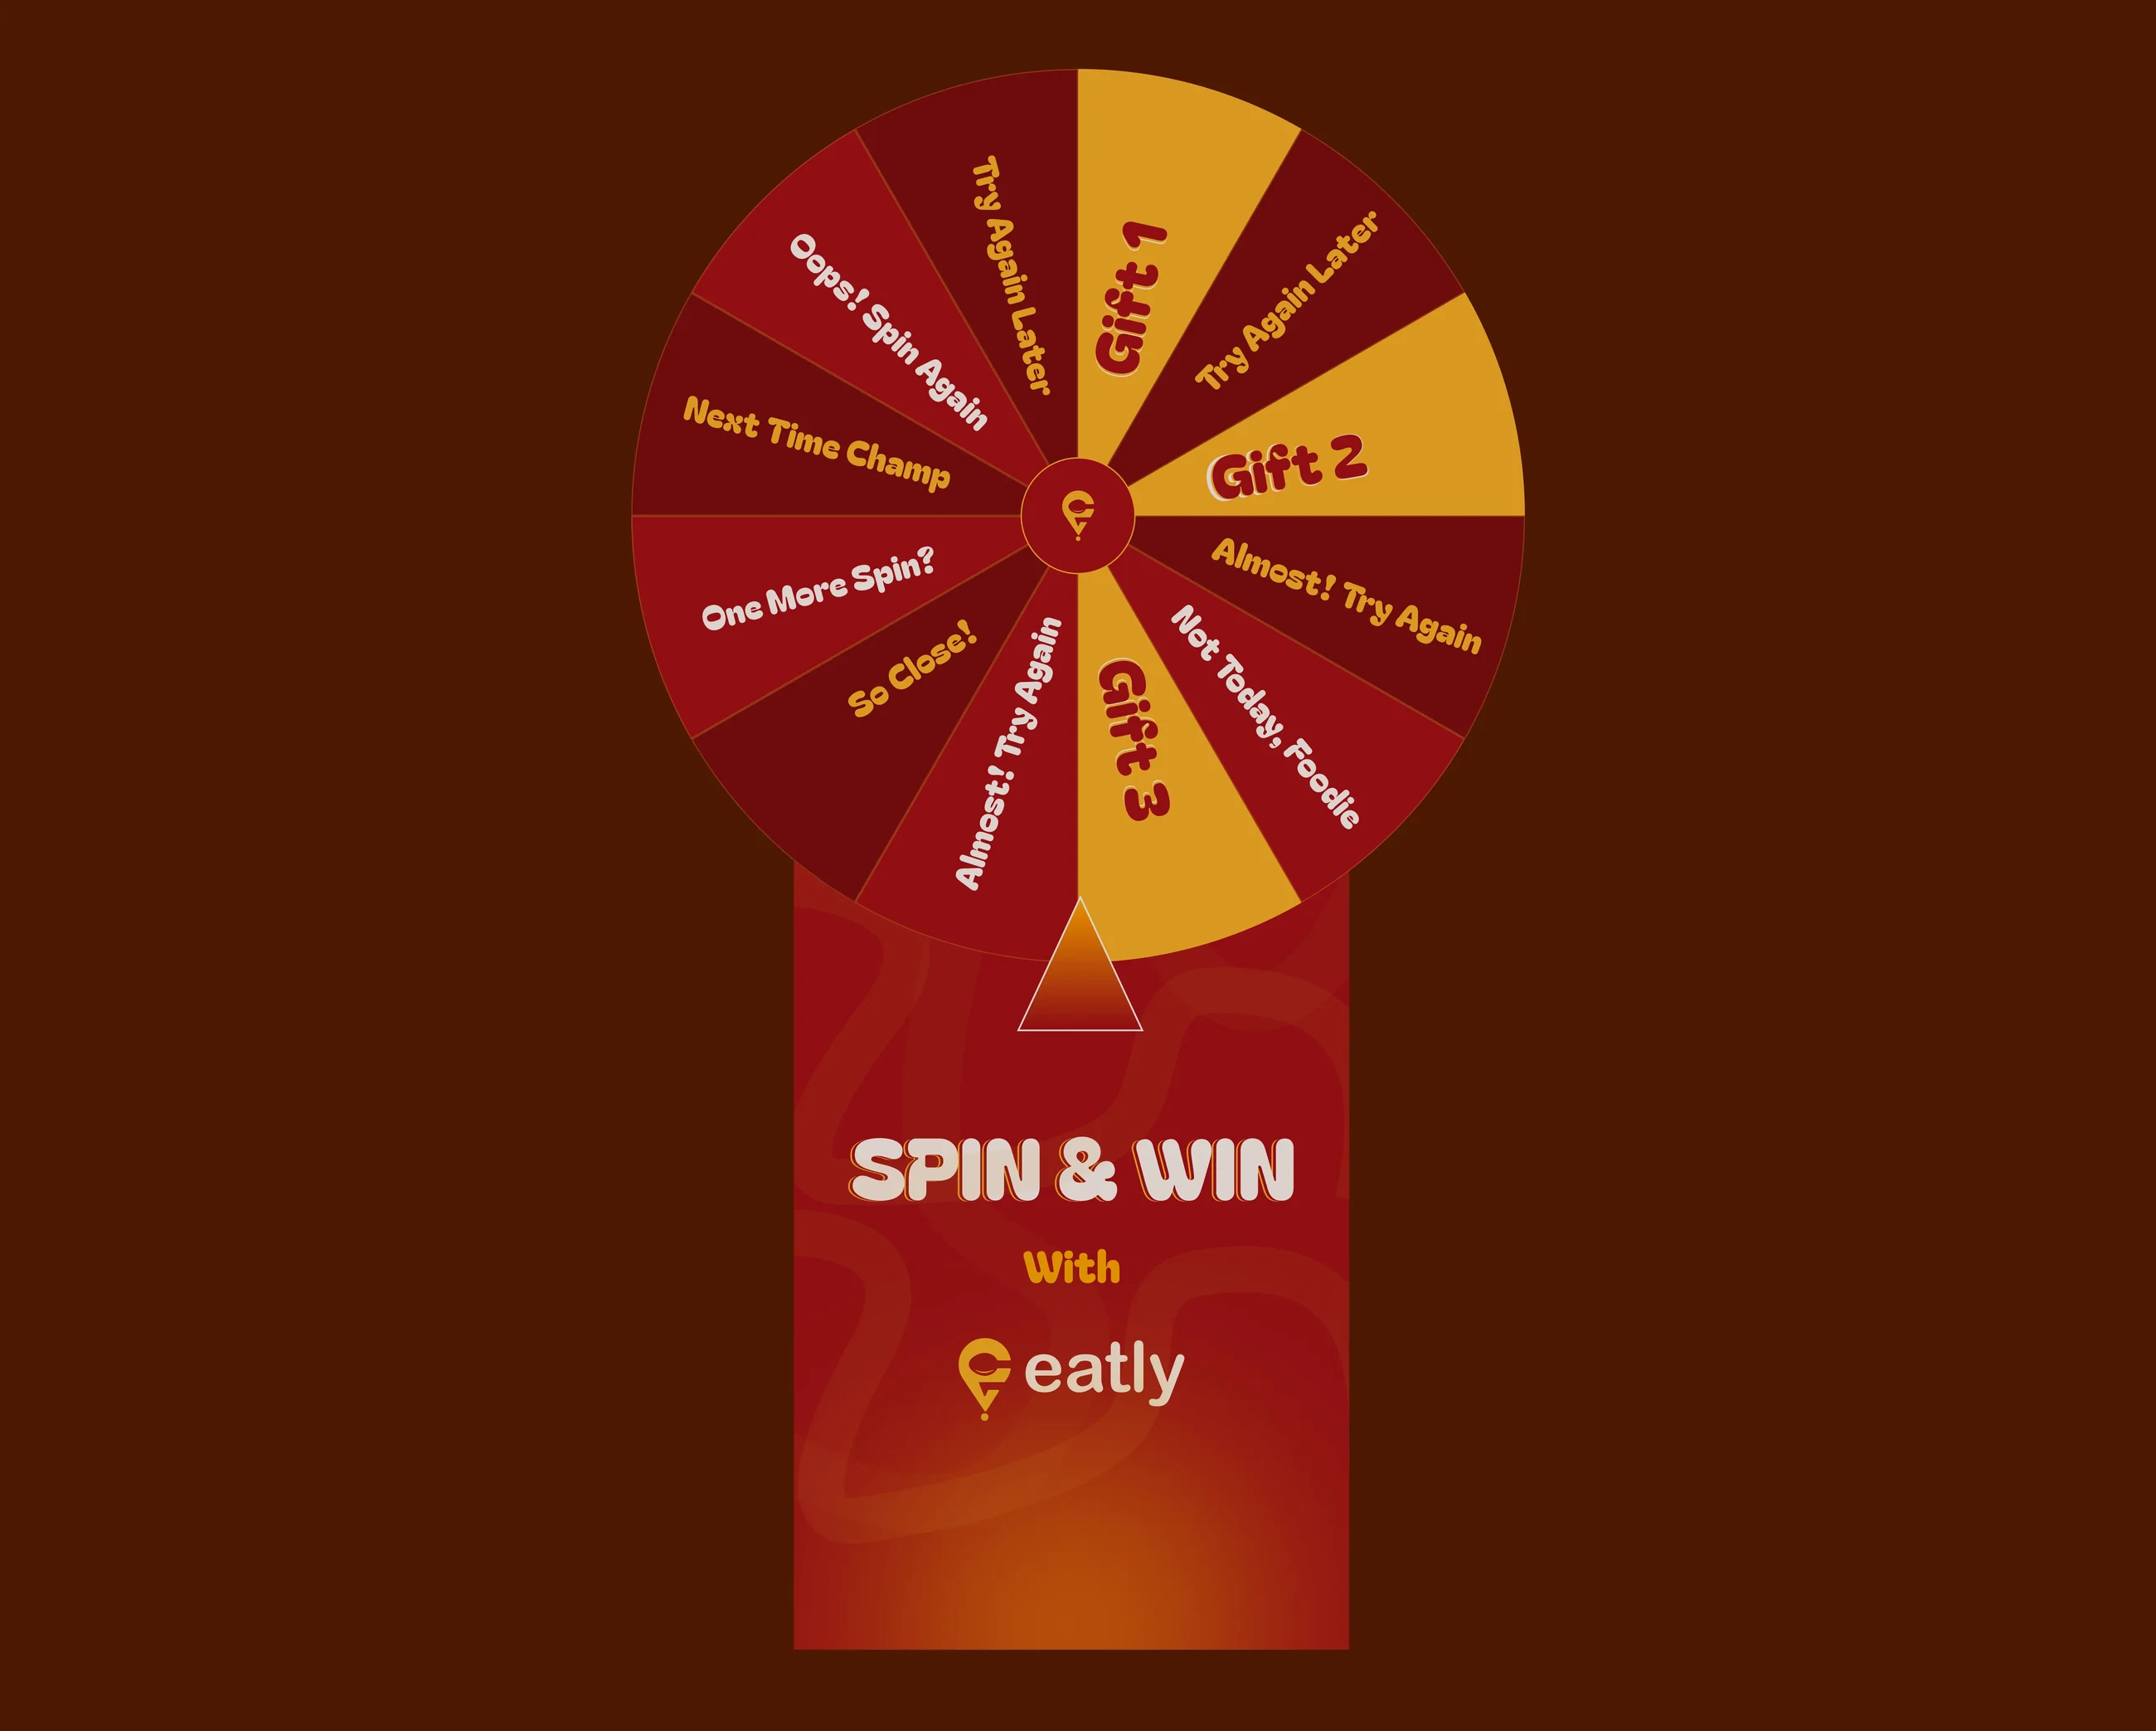 Gift 1
Try Again Later
Gift 2
Almost! Try Again
Not Today, Foodie
Gift 3
Almost! Try Again
So Close!
One More Spin?
Next Time Champ
Oops! Spin Again
Try Again Later
SPIN & WIN
With
eatly